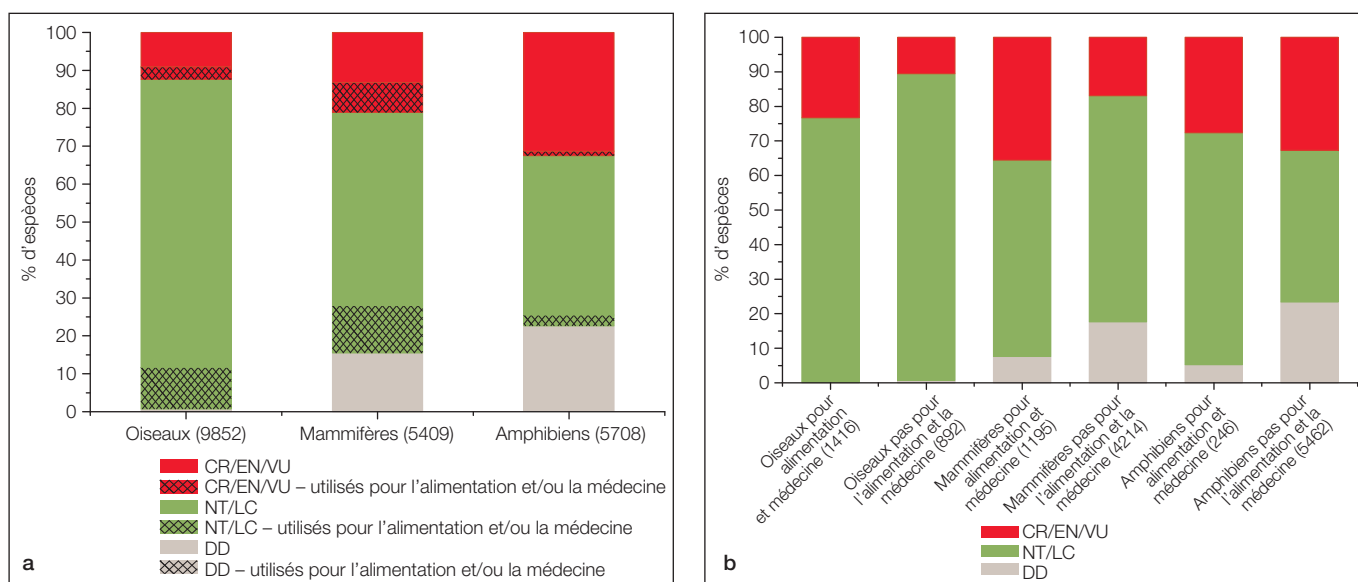 100
90
80
70
60
50
40
30
20
10
0
% d'espèces
Oiseaux (9852)
Mammifères (5409)
Amphibiens (5708)
CR/EN/VU
CR/EN/VU – utilisés pour l'alimentation et/ou la médecine
NT/LC
NT/LC – utilisés pour l'alimentation et/ou la médecine
DD
DD – utilisés pour l'alimentation et/ou la médecine
a
100
90
80
70
60
50
40
30
20
10
0
% d'espèces
Oiseaux pour
alimentation
et médecine (1416)
Oiseaux pas pour
l'alimentation et la
médecine (892)
Mammifères pour
alimentation et
médecine (1195)
Mammifères pas pour
l'alimentation et la
médecine (4214)
Amphibiens pour
alimentation et
médecine (246)
Amphibiens pas pour
l'alimentation et la
médecine (5462)
CR/EN/VU
NT/LC
DD
b